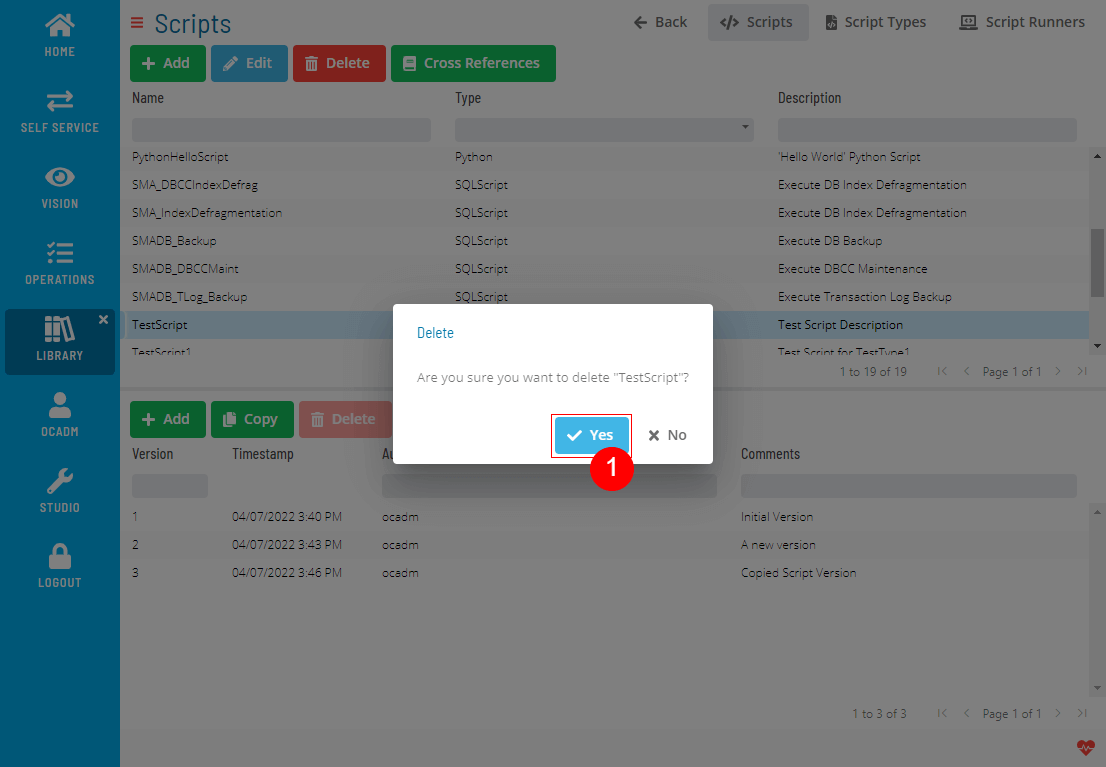 HOME
SELF SERVICE
VISION
OPERATIONS
LIBRARY
OCADM
STUDIO
LOGOUT
Scripts
Back
Scripts
Script Types
Script Runners
Add
Edit
Delete
Cross References
Name Type Description
PythonHelloScript Python 'Hello World' Python Script
SMA_DBCCIndexDefrag SQLScript Execute DB Index Defragmentation
SMA_IndexDefragmentation SQLScript Execute DB Index Defragmentation
SMADB_Backup SQLScript Execute DB Backup
SMADB_DBCCMaint SQLScript Execute DBCC Maintenance
SMADB_TLog_Backup SQLScript Execute Transaction Log Backup
TestScript Test Script Description
TestScript1 Test Script for TestType1
1 to 19 of 19 Page 1 of 1
Delete
Are you sure you want to delete "TestScript"?
Yes
No
1
Add
Copy
Delete
Version Timestamp Comments
1 04/07/2022 3:40 PM ocadm Initial Version
2 04/07/2022 3:43 PM ocadm A new version
3 04/07/2022 3:46 PM ocadm Copied Script Version
1 to 3 of 3 Page 1 of 1